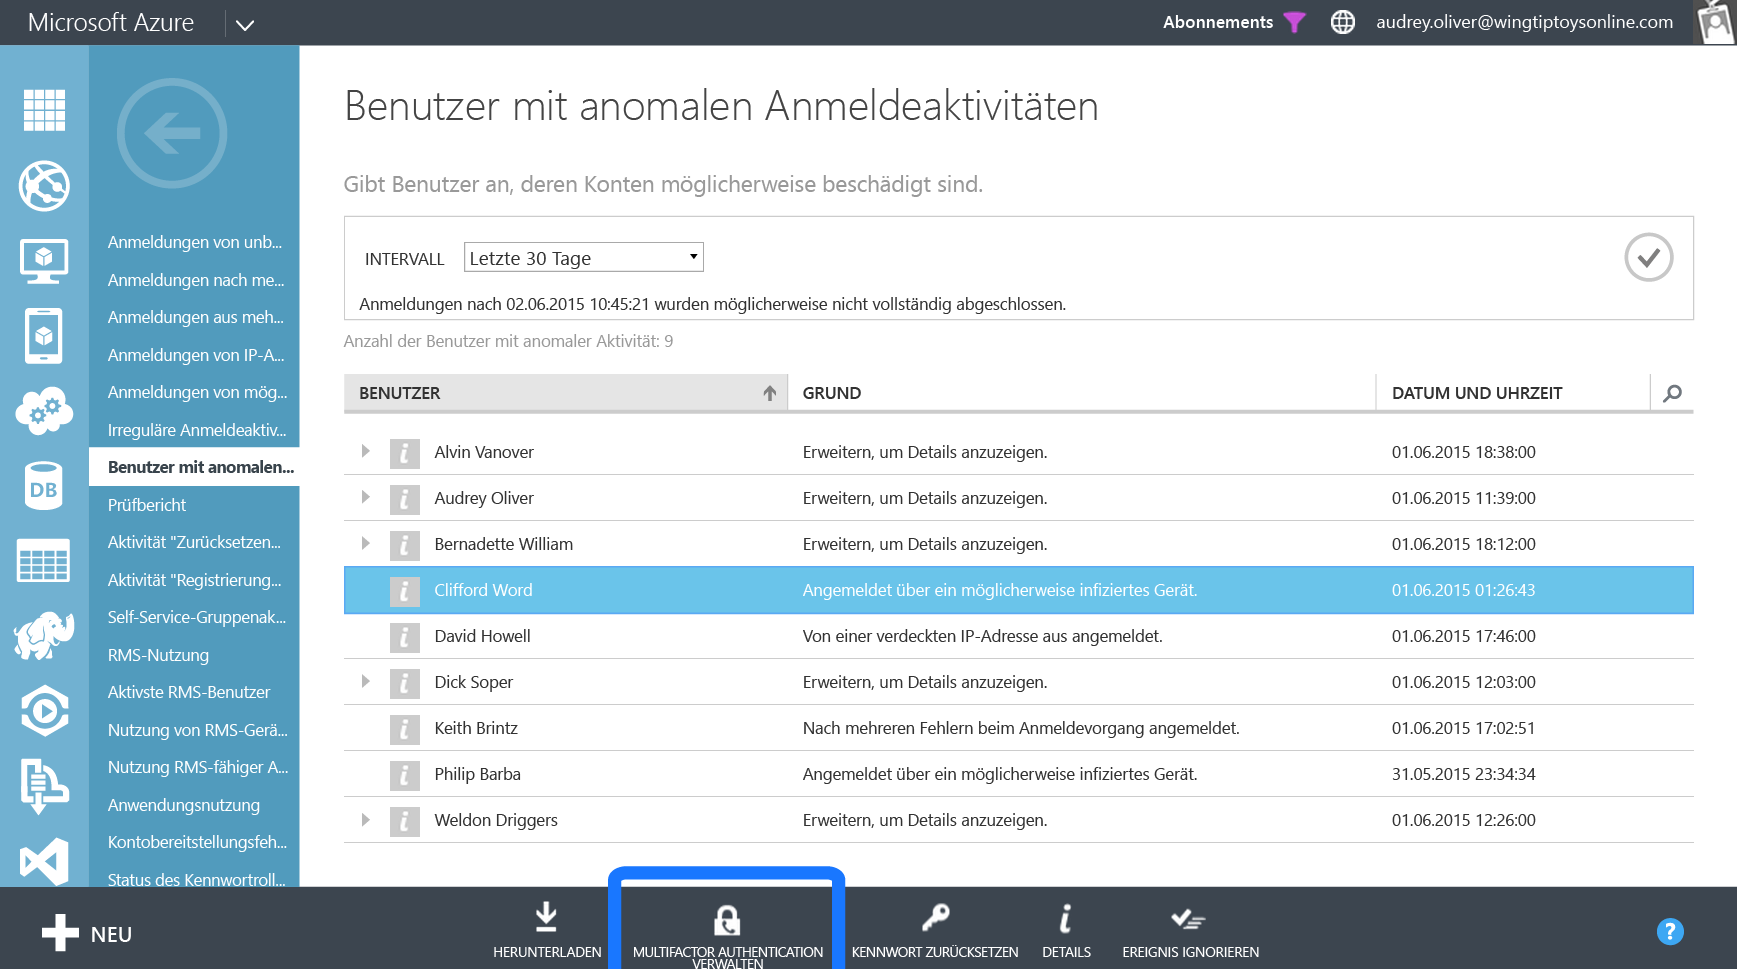 Microsoft Azure
Abonnements audrey.oliver@wingtiptoysonline.com
Anmeldungen von unb...
Anmeldungen nach me...
Anmeldungen aus meh...
Anmeldungen von IP-A...
Anmeldungen von mög...
Irreguläre Anmeldeaktiv...
Benutzer mit anomalen...
Prüfbericht
Aktivität "Zurücksetzen...
Aktivität "Registrierung...
Self-Service-Gruppenak...
RMS-Nutzung
Aktivste RMS-Benutzer
Nutzung von RMS-Gerä...
Nutzung RMS-fähiger A...
Anwendungsnutzung
Kontobereitstellungsfeh...
Status des Kennwortroll...
DB
Benutzer mit anomalen Anmeldeaktivitäten
Gibt Benutzer an, deren Konten möglicherweise beschädigt sind.
INTERVALL Letzte 30 Tage
Anmeldungen nach 02.06.2015 10:45:21 wurden möglicherweise nicht vollständig abgeschlossen.
Anzahl der Benutzer mit anomaler Aktivität: 9
BENUTZER GRUND DATUM UND UHRZEIT
i Alvin Vanover Erweitern, um Details anzuzeigen. 01.06.2015 18:38:00
i Audrey Oliver Erweitern, um Details anzuzeigen. 01.06.2015 11:39:00
i Bernadette William Erweitern, um Details anzuzeigen. 01.06.2015 18:12:00
i Clifford Word Angemeldet über ein möglicherweise infiziertes Gerät. 01.06.2015 01:26:43
i David Howell Von einer verdeckten IP-Adresse aus angemeldet. 01.06.2015 17:46:00
i Dick Soper Erweitern, um Details anzuzeigen. 01.06.2015 12:03:00
i Keith Brintz Nach mehreren Fehlern beim Anmeldevorgang angemeldet. 01.06.2015 17:02:51
i Philip Barba Angemeldet über ein möglicherweise infiziertes Gerät. 31.05.2015 23:34:34
i Weldon Driggers Erweitern, um Details anzuzeigen. 01.06.2015 12:26:00
NEU
HERUNTERLADEN
MULTIFACTOR AUTHENTICATION
VERWALTEN
KENNWORT ZURÜCKSETZEN
i
DETAILS
EREIGNIS IGNORIEREN
?